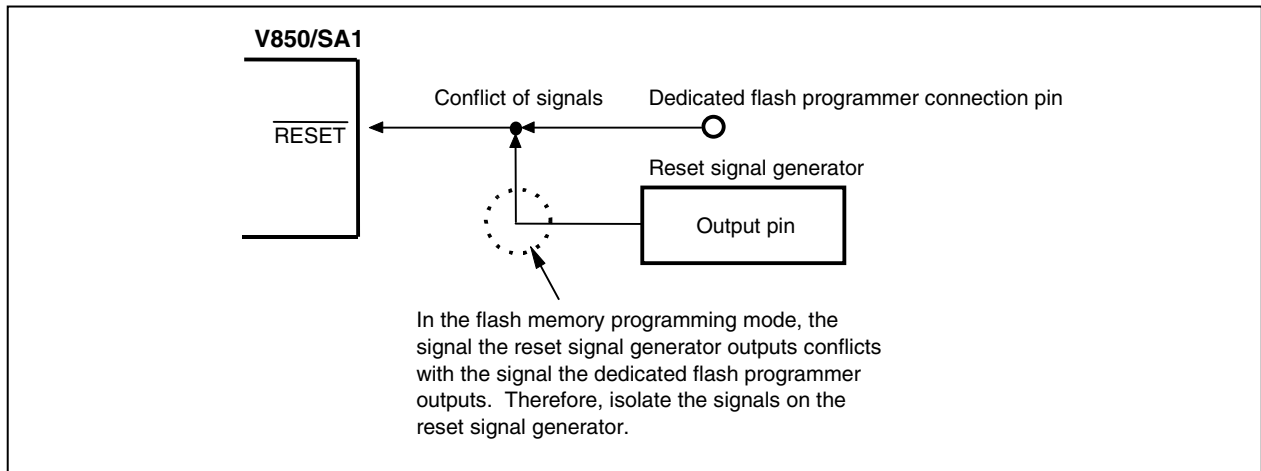 V850/SA1
Conflict of signals
Dedicated flash programmer connection pin
RESET
Reset signal generator
Output pin
In the flash memory programming mode, the
signal the reset signal generator outputs conflicts
with the signal the dedicated flash programmer
outputs.  Therefore, isolate the signals on the
reset signal generator.